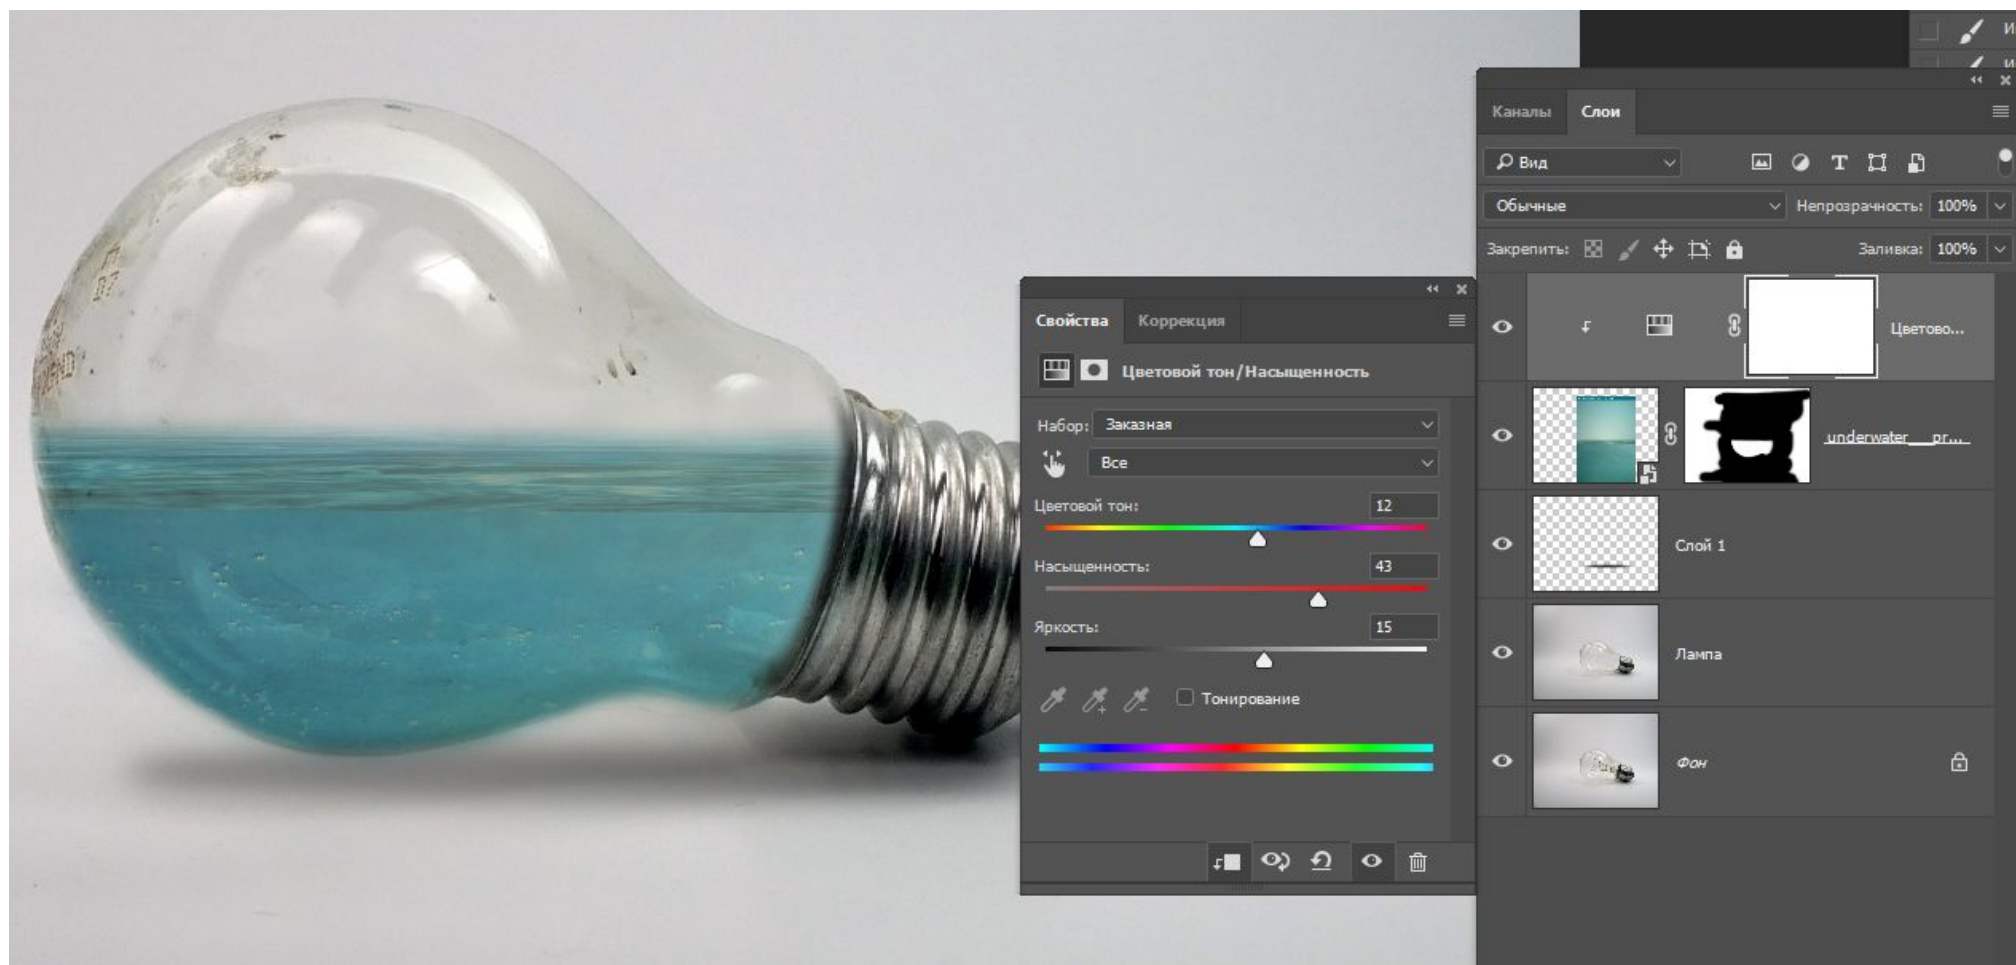 И
И
Каналы Слои
Вид
Обычные Непрозрачность: 100%
Закрепить: Заливка: 100%
Цветово...
underwater___pr...
Слой 1
Лампа
Фон
Свойства Коррекция
Цветовой тон/Насыщенность
Набор: Заказная
Все
Цветовой тон: 12
Насыщенность: 43
Яркость: 15
Тонирование